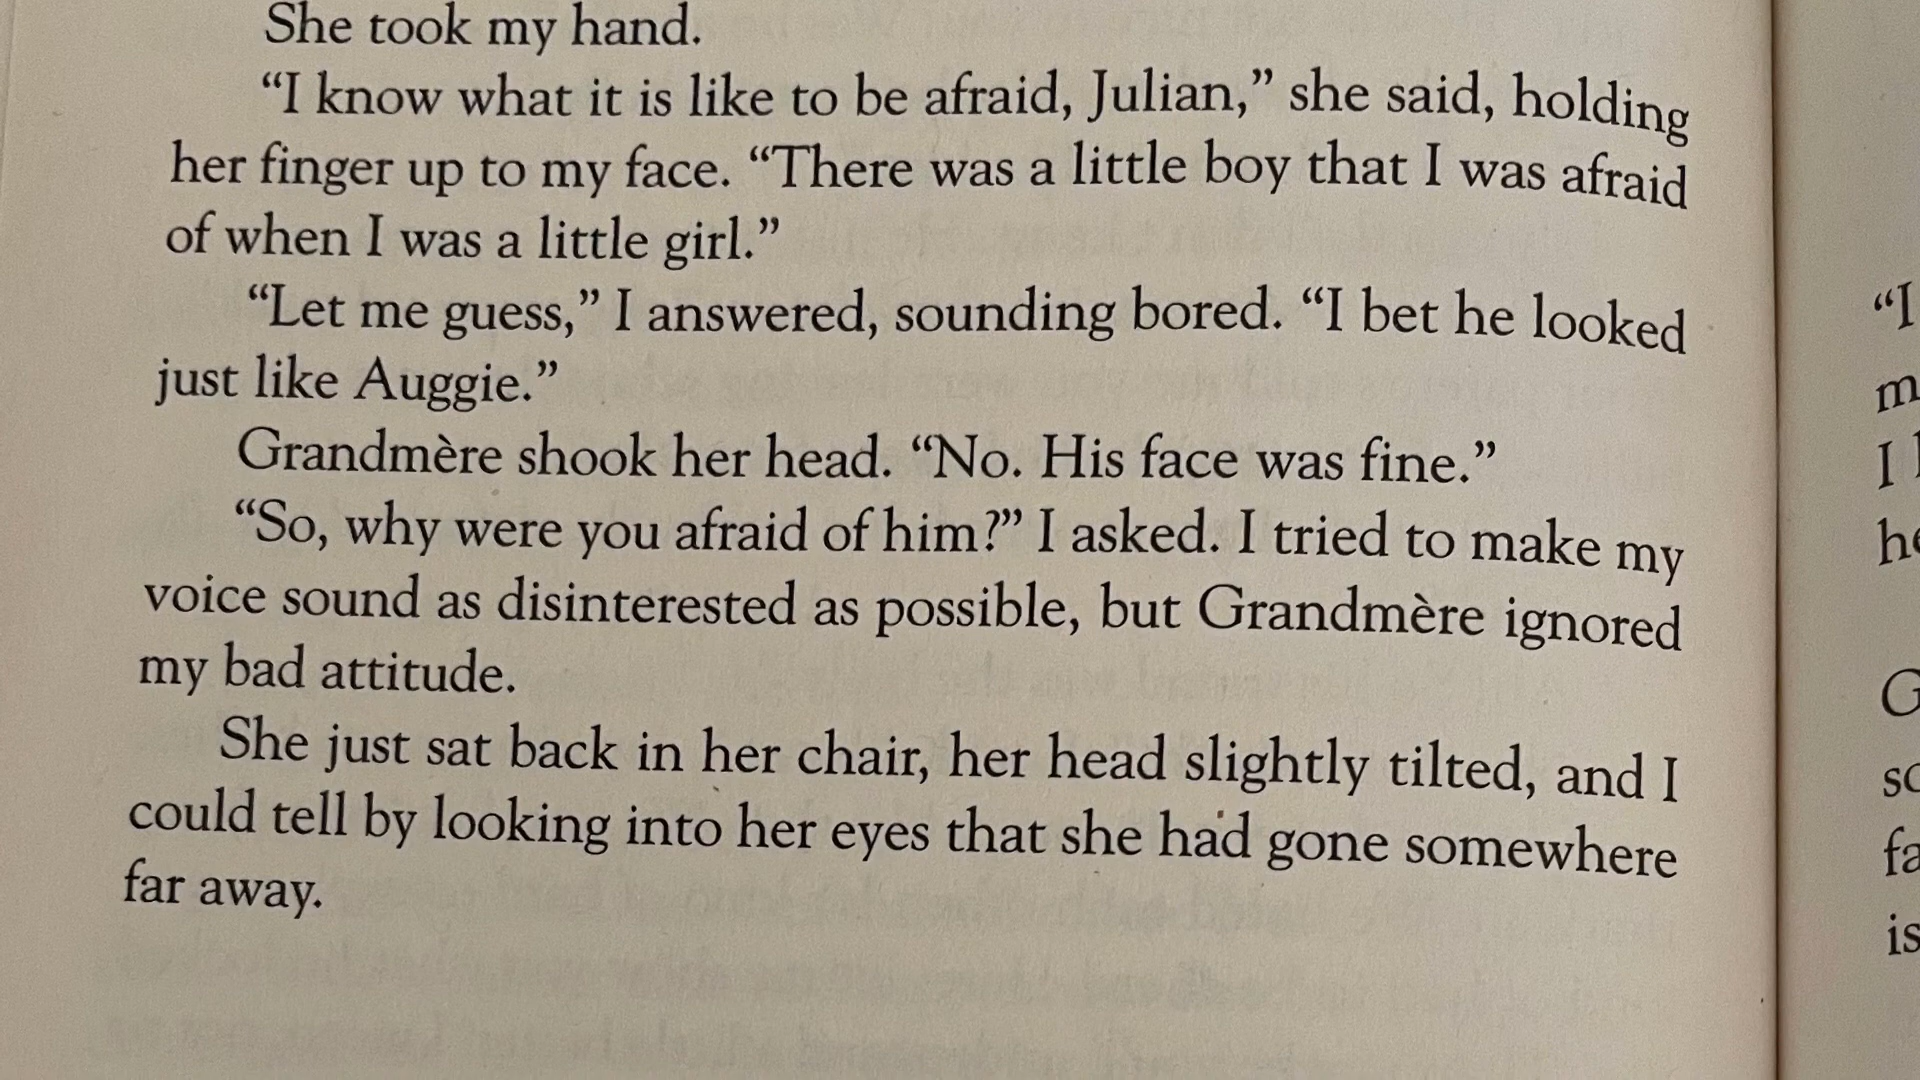 She took my hand.
“I know what it is like to be afraid, Julian,” she said, holding
her finger up to my face. “There was a little boy that I was afraid
of when I was a little girl.”
“Let me guess,” I answered, sounding bored. “I bet he looked
just like Auggie.”
Grandmère shook her head. “No. His face was fine.”
“So, why were you afraid of him?” I asked. I tried to make my
voice sound as disinterested as possible, but Grandmère ignored
my bad attitude.
She just sat back in her chair, her head slightly tilted, and I
could tell by looking into her eyes that she had gone somewhere
far away.
“I
I
is